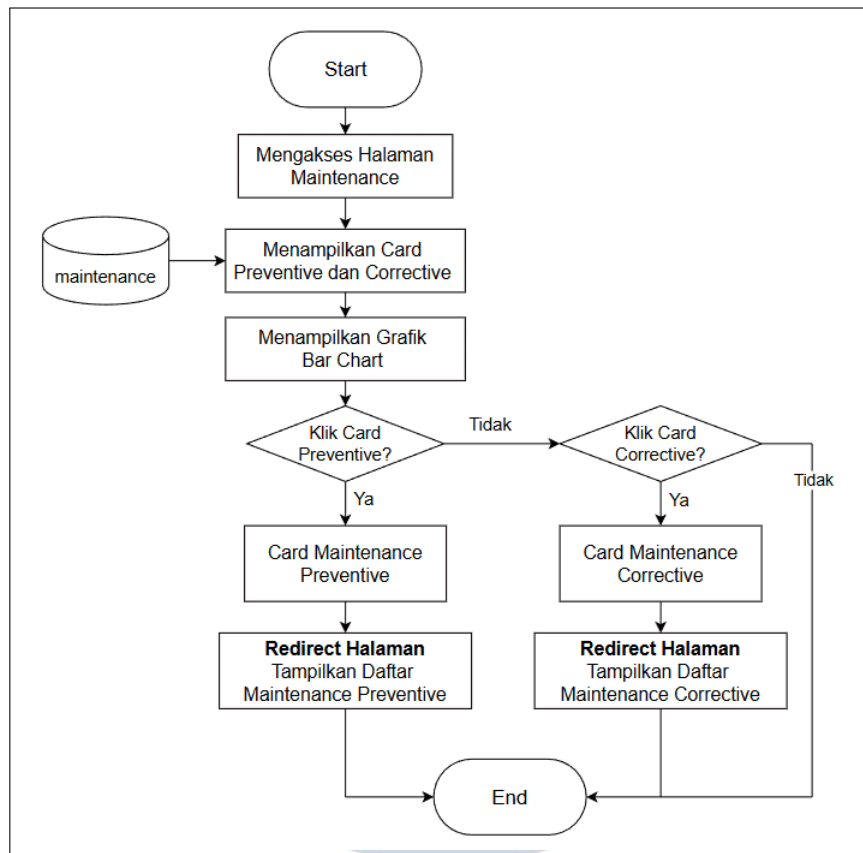 Start
Mengakses Halaman
Maintenance
maintenance
Menampilkan Card
Preventive dan Corrective
Menampilkan Grafik
Bar Chart
Klik Card
Preventive?
Tidak
Klik Card
Corrective?
Tidak
Ya
Ya
Card Maintenance
Preventive
Card Maintenance
Corrective
Redirect Halaman
Tampilkan Daftar
Maintenance Preventive
Redirect Halaman
Tampilkan Daftar
Maintenance Corrective
End